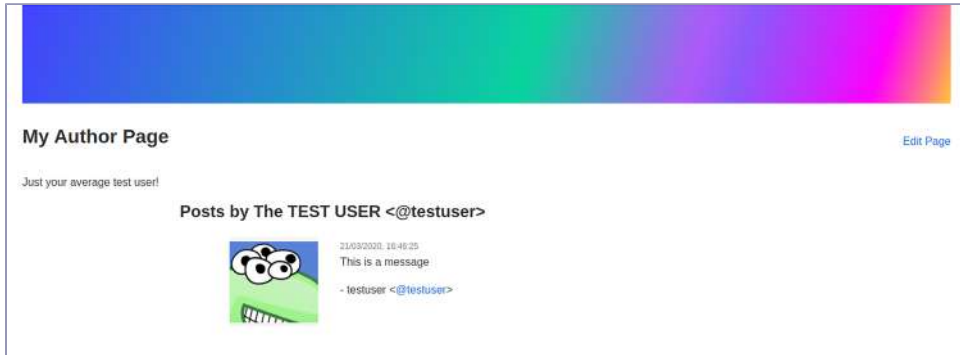 My Author Page
Edit Page
Just your average test user!
Posts by The TEST USER <@testuser>
21/03/2020, 16:46:25
This is a message
- testuser <@testuser>